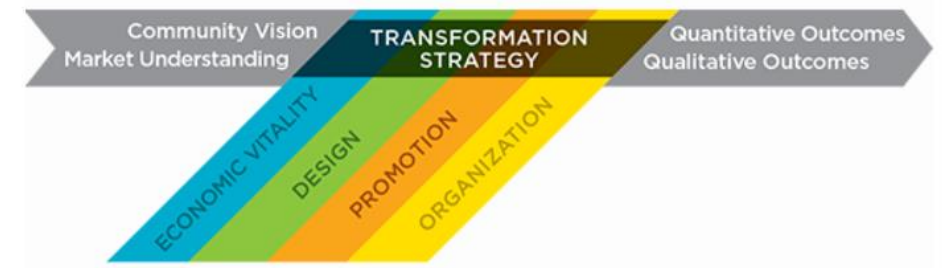 Community Vision
Market Understanding
TRANSFORMATION
STRATEGY
Quantitative Outcomes
Qualitative Outcomes
ECONOMIC VITALITY
DESIGN
PROMOTION
ORGANIZATION